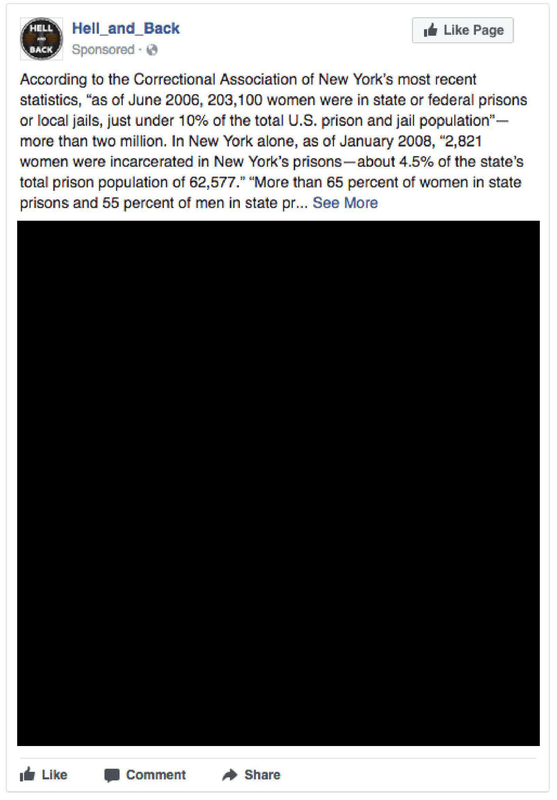 HELL
AND
BACK
Hell_and_Back
Like Page
Sponsored ·
According to the Correctional Association of New York’s most recent
statistics, “as of June 2006, 203,100 women were in state or federal prisons
or local jails, just under 10% of the total U.S. prison and jail population”—
more than two million. In New York alone, as of January 2008, “2,821
women were incarcerated in New York’s prisons—about 4.5% of the state’s
total prison population of 62,577.” “More than 65 percent of women in state
prisons and 55 percent of men in state pr... See More
Like Comment Share